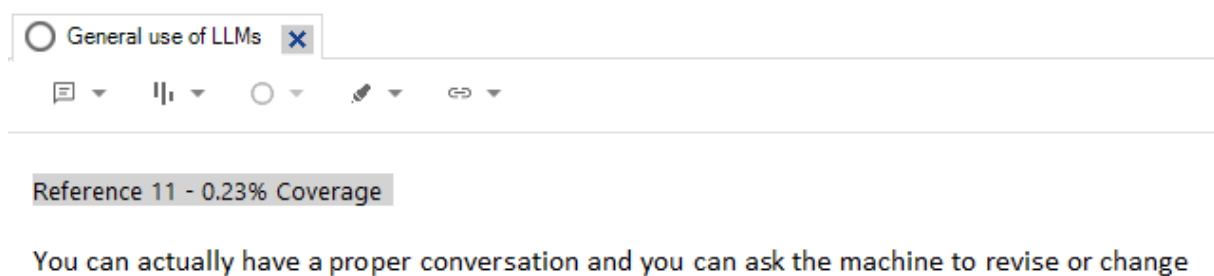 General use of LLMs
Reference 11 - 0.23% Coverage
You can actually have a proper conversation and you can ask the machine to revise or change